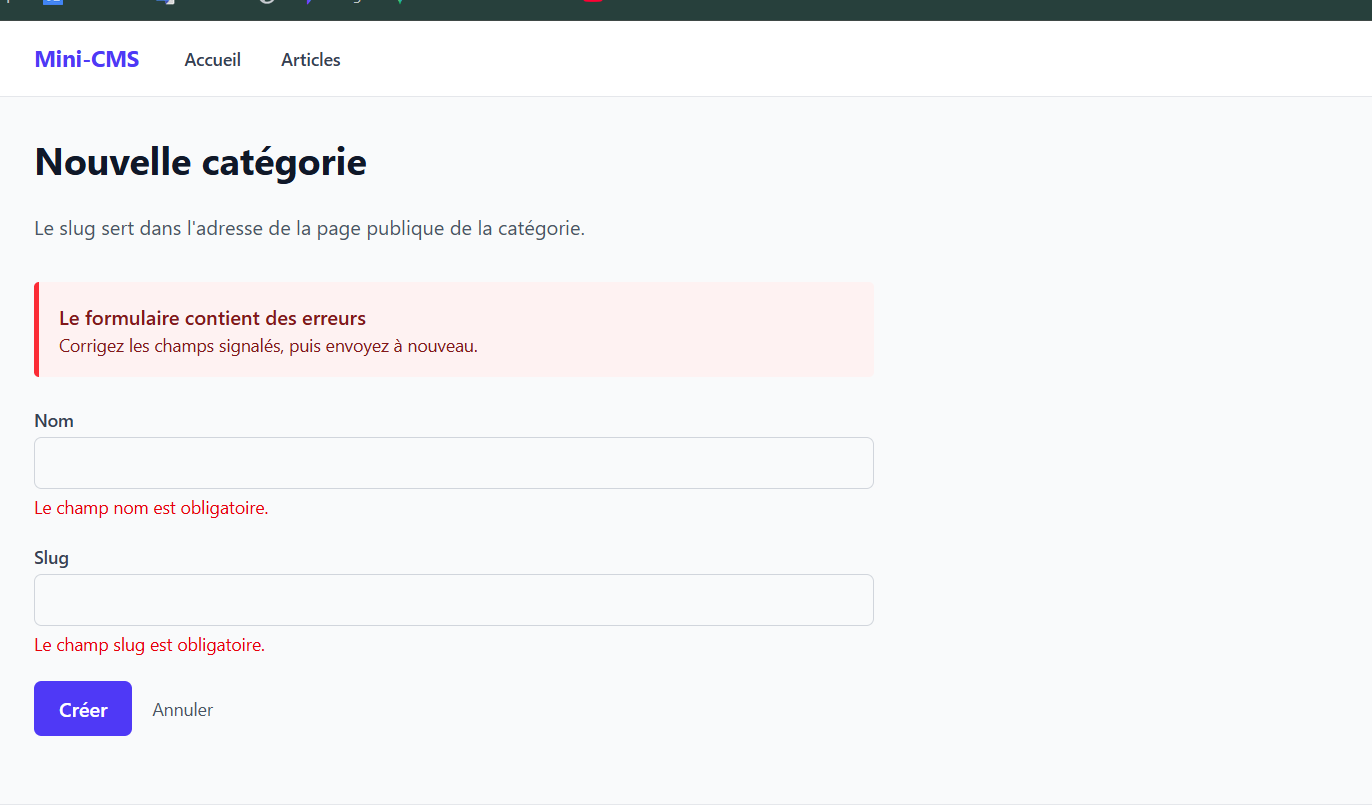 Mini-CMS Accueil Articles
Nouvelle catégorie
Le slug sert dans l'adresse de la page publique de la catégorie.
Le formulaire contient des erreurs
Corrigez les champs signalés, puis envoyez à nouveau.
Nom
Le champ nom est obligatoire.
Slug
Le champ slug est obligatoire.
Créer Annuler